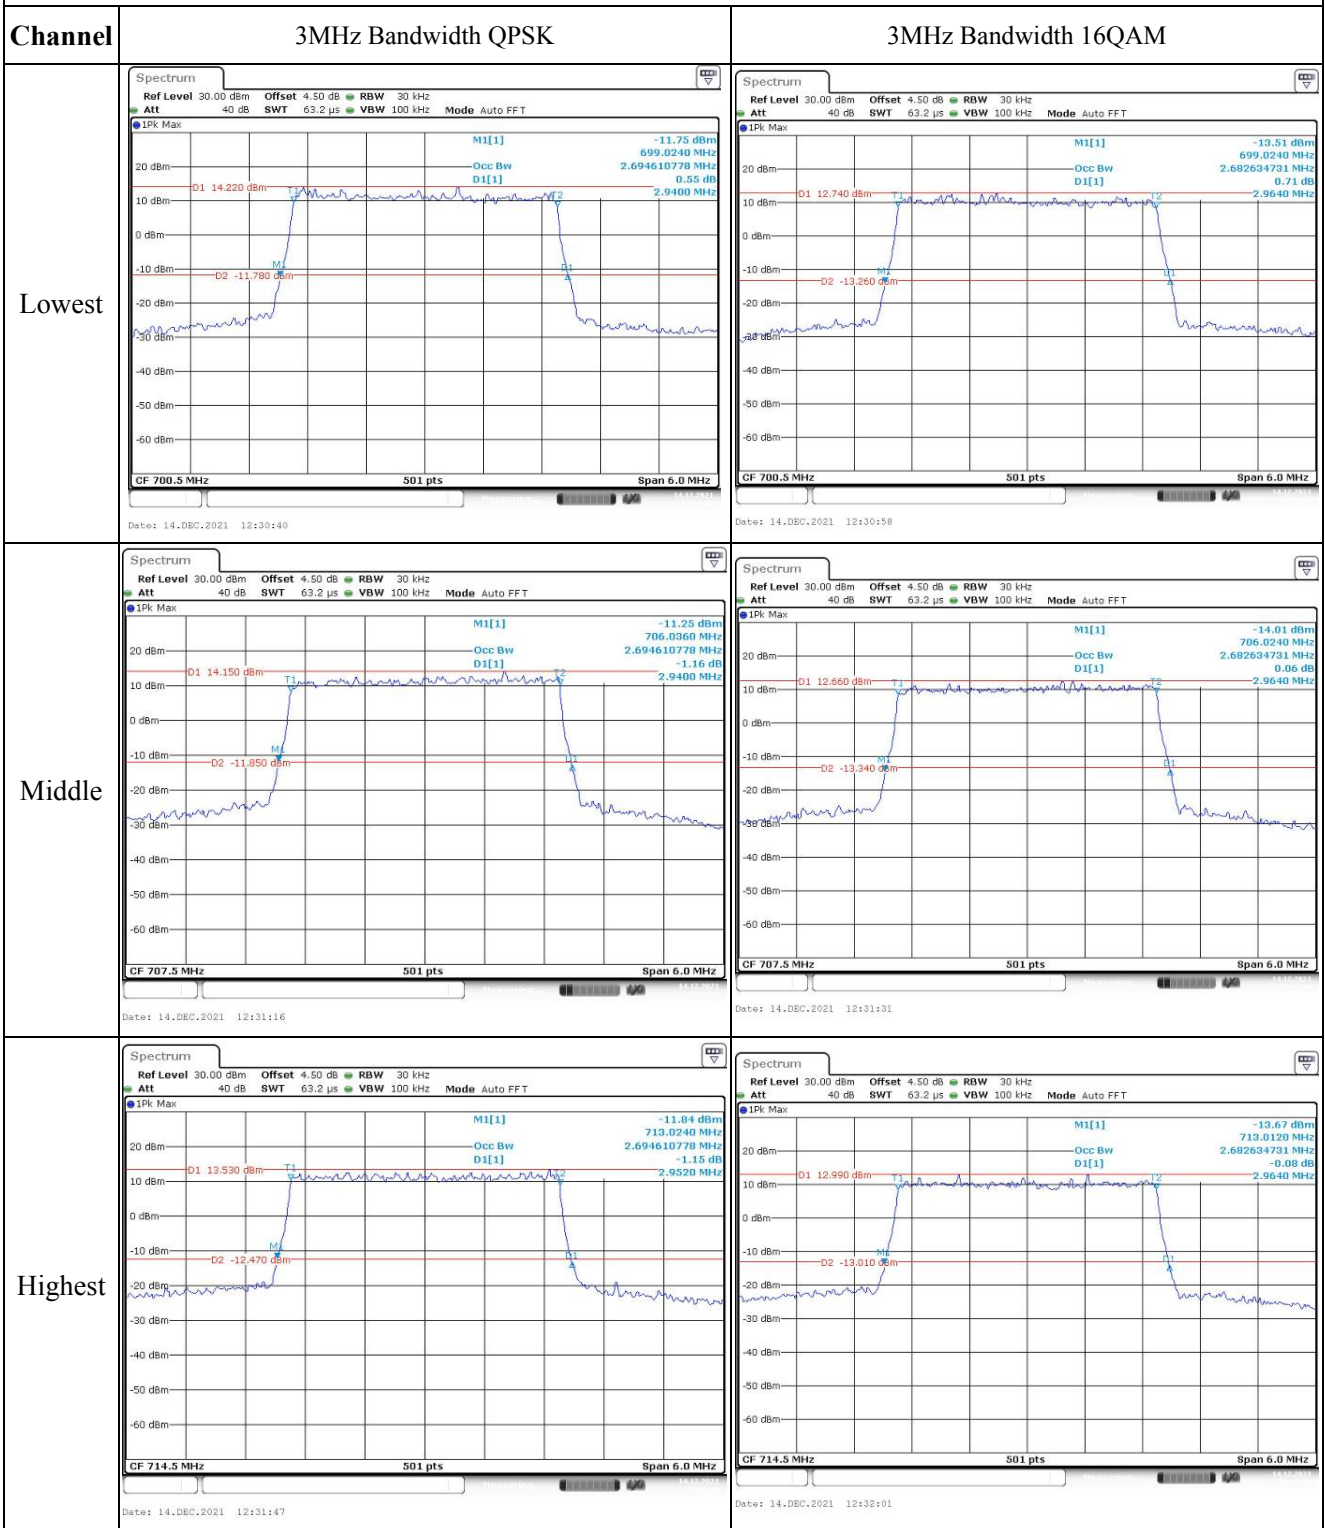 Channel 3MHz Bandwidth QPSK 3MHz Bandwidth 16QAM
Lowest
Spectrum
Ref Level 30.00 dBm Offset 4.50 dB RBW 30 kHz
Att 40 dB SWT 63.2 µs VBW 100 kHz Mode Auto FFT
1Pk Max
M1[1] -11.75 dBm
699.0240 MHz
20 dBm Occ Bw 2.694610778 MHz
D1[1] 0.55 dB
D1 14.220 dBm T1 T2 2.9400 MHz
10 dBm
0 dBm
-10 dBm M1 D1
D2 -11.780 dBm
-20 dBm
-30 dBm
-40 dBm
-50 dBm
-60 dBm
CF 700.5 MHz 501 pts Span 6.0 MHz
Date: 14.DEC.2021 12:30:40
Spectrum
Ref Level 30.00 dBm Offset 4.50 dB RBW 30 kHz
Att 40 dB SWT 63.2 µs VBW 100 kHz Mode Auto FFT
1Pk Max
M1[1] -13.51 dBm
699.0240 MHz
20 dBm Occ Bw 2.682634731 MHz
D1[1] 0.71 dB
D1 12.740 dBm T1 T2 2.9640 MHz
10 dBm
0 dBm
-10 dBm M1 D1
D2 -13.260 dBm
-20 dBm
-30 dBm
-40 dBm
-50 dBm
-60 dBm
CF 700.5 MHz 501 pts Span 6.0 MHz
Date: 14.DEC.2021 12:30:58
Middle
Spectrum
Ref Level 30.00 dBm Offset 4.50 dB RBW 30 kHz
Att 40 dB SWT 63.2 µs VBW 100 kHz Mode Auto FFT
1Pk Max
M1[1] -11.25 dBm
706.0360 MHz
20 dBm Occ Bw 2.694610778 MHz
D1[1] -1.16 dB
D1 14.150 dBm T1 T2 2.9400 MHz
10 dBm
0 dBm
-10 dBm M1 D1
D2 -11.850 dBm
-20 dBm
-30 dBm
-40 dBm
-50 dBm
-60 dBm
CF 707.5 MHz 501 pts Span 6.0 MHz
Date: 14.DEC.2021 12:31:16
Spectrum
Ref Level 30.00 dBm Offset 4.50 dB RBW 30 kHz
Att 40 dB SWT 63.2 µs VBW 100 kHz Mode Auto FFT
1Pk Max
M1[1] -14.01 dBm
706.0240 MHz
20 dBm Occ Bw 2.682634731 MHz
D1[1] 0.06 dB
D1 12.660 dBm T1 T2 2.9640 MHz
10 dBm
0 dBm
-10 dBm M1 D1
D2 -13.340 dBm
-20 dBm
-30 dBm
-40 dBm
-50 dBm
-60 dBm
CF 707.5 MHz 501 pts Span 6.0 MHz
Date: 14.DEC.2021 12:31:31
Highest
Spectrum
Ref Level 30.00 dBm Offset 4.50 dB RBW 30 kHz
Att 40 dB SWT 63.2 µs VBW 100 kHz Mode Auto FFT
1Pk Max
M1[1] -11.84 dBm
713.0240 MHz
20 dBm Occ Bw 2.694610778 MHz
D1[1] -1.15 dB
D1 13.530 dBm T1 T2 2.9520 MHz
10 dBm
0 dBm
-10 dBm M1 D1
D2 -12.470 dBm
-20 dBm
-30 dBm
-40 dBm
-50 dBm
-60 dBm
CF 714.5 MHz 501 pts Span 6.0 MHz
Date: 14.DEC.2021 12:31:47
Spectrum
Ref Level 30.00 dBm Offset 4.50 dB RBW 30 kHz
Att 40 dB SWT 63.2 µs VBW 100 kHz Mode Auto FFT
1Pk Max
M1[1] -13.67 dBm
713.0120 MHz
20 dBm Occ Bw 2.682634731 MHz
D1[1] -0.08 dB
D1 12.990 dBm T1 T2 2.9640 MHz
10 dBm
0 dBm
-10 dBm M1 D1
D2 -13.010 dBm
-20 dBm
-30 dBm
-40 dBm
-50 dBm
-60 dBm
CF 714.5 MHz 501 pts Span 6.0 MHz
Date: 14.DEC.2021 12:32:01